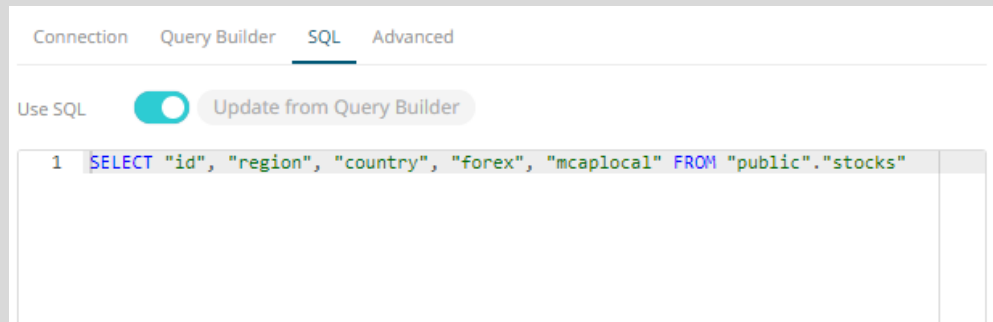 Connection Query Builder SQL Advanced
Use SQL Update from Query Builder
1 SELECT "id", "region", "country", "forex", "mcaplocal" FROM "public"."stocks"